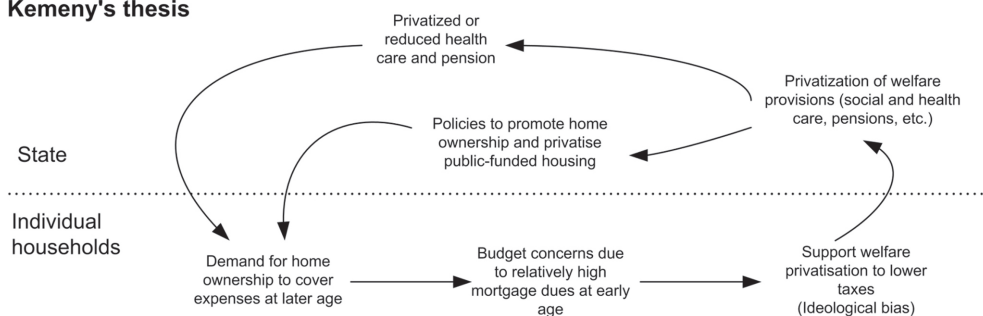 Kemeny's thesis
Privatized or
reduced health
care and pension
Privatization of welfare
provisions (social and health
care, pensions, etc.)
Policies to promote home
ownership and privatise
public-funded housing
State
Individual
households
Demand for home
ownership to cover
expenses at later age
Budget concerns due
to relatively high
mortgage dues at early
age
Support welfare
privatisation to lower
taxes
(Ideological bias)